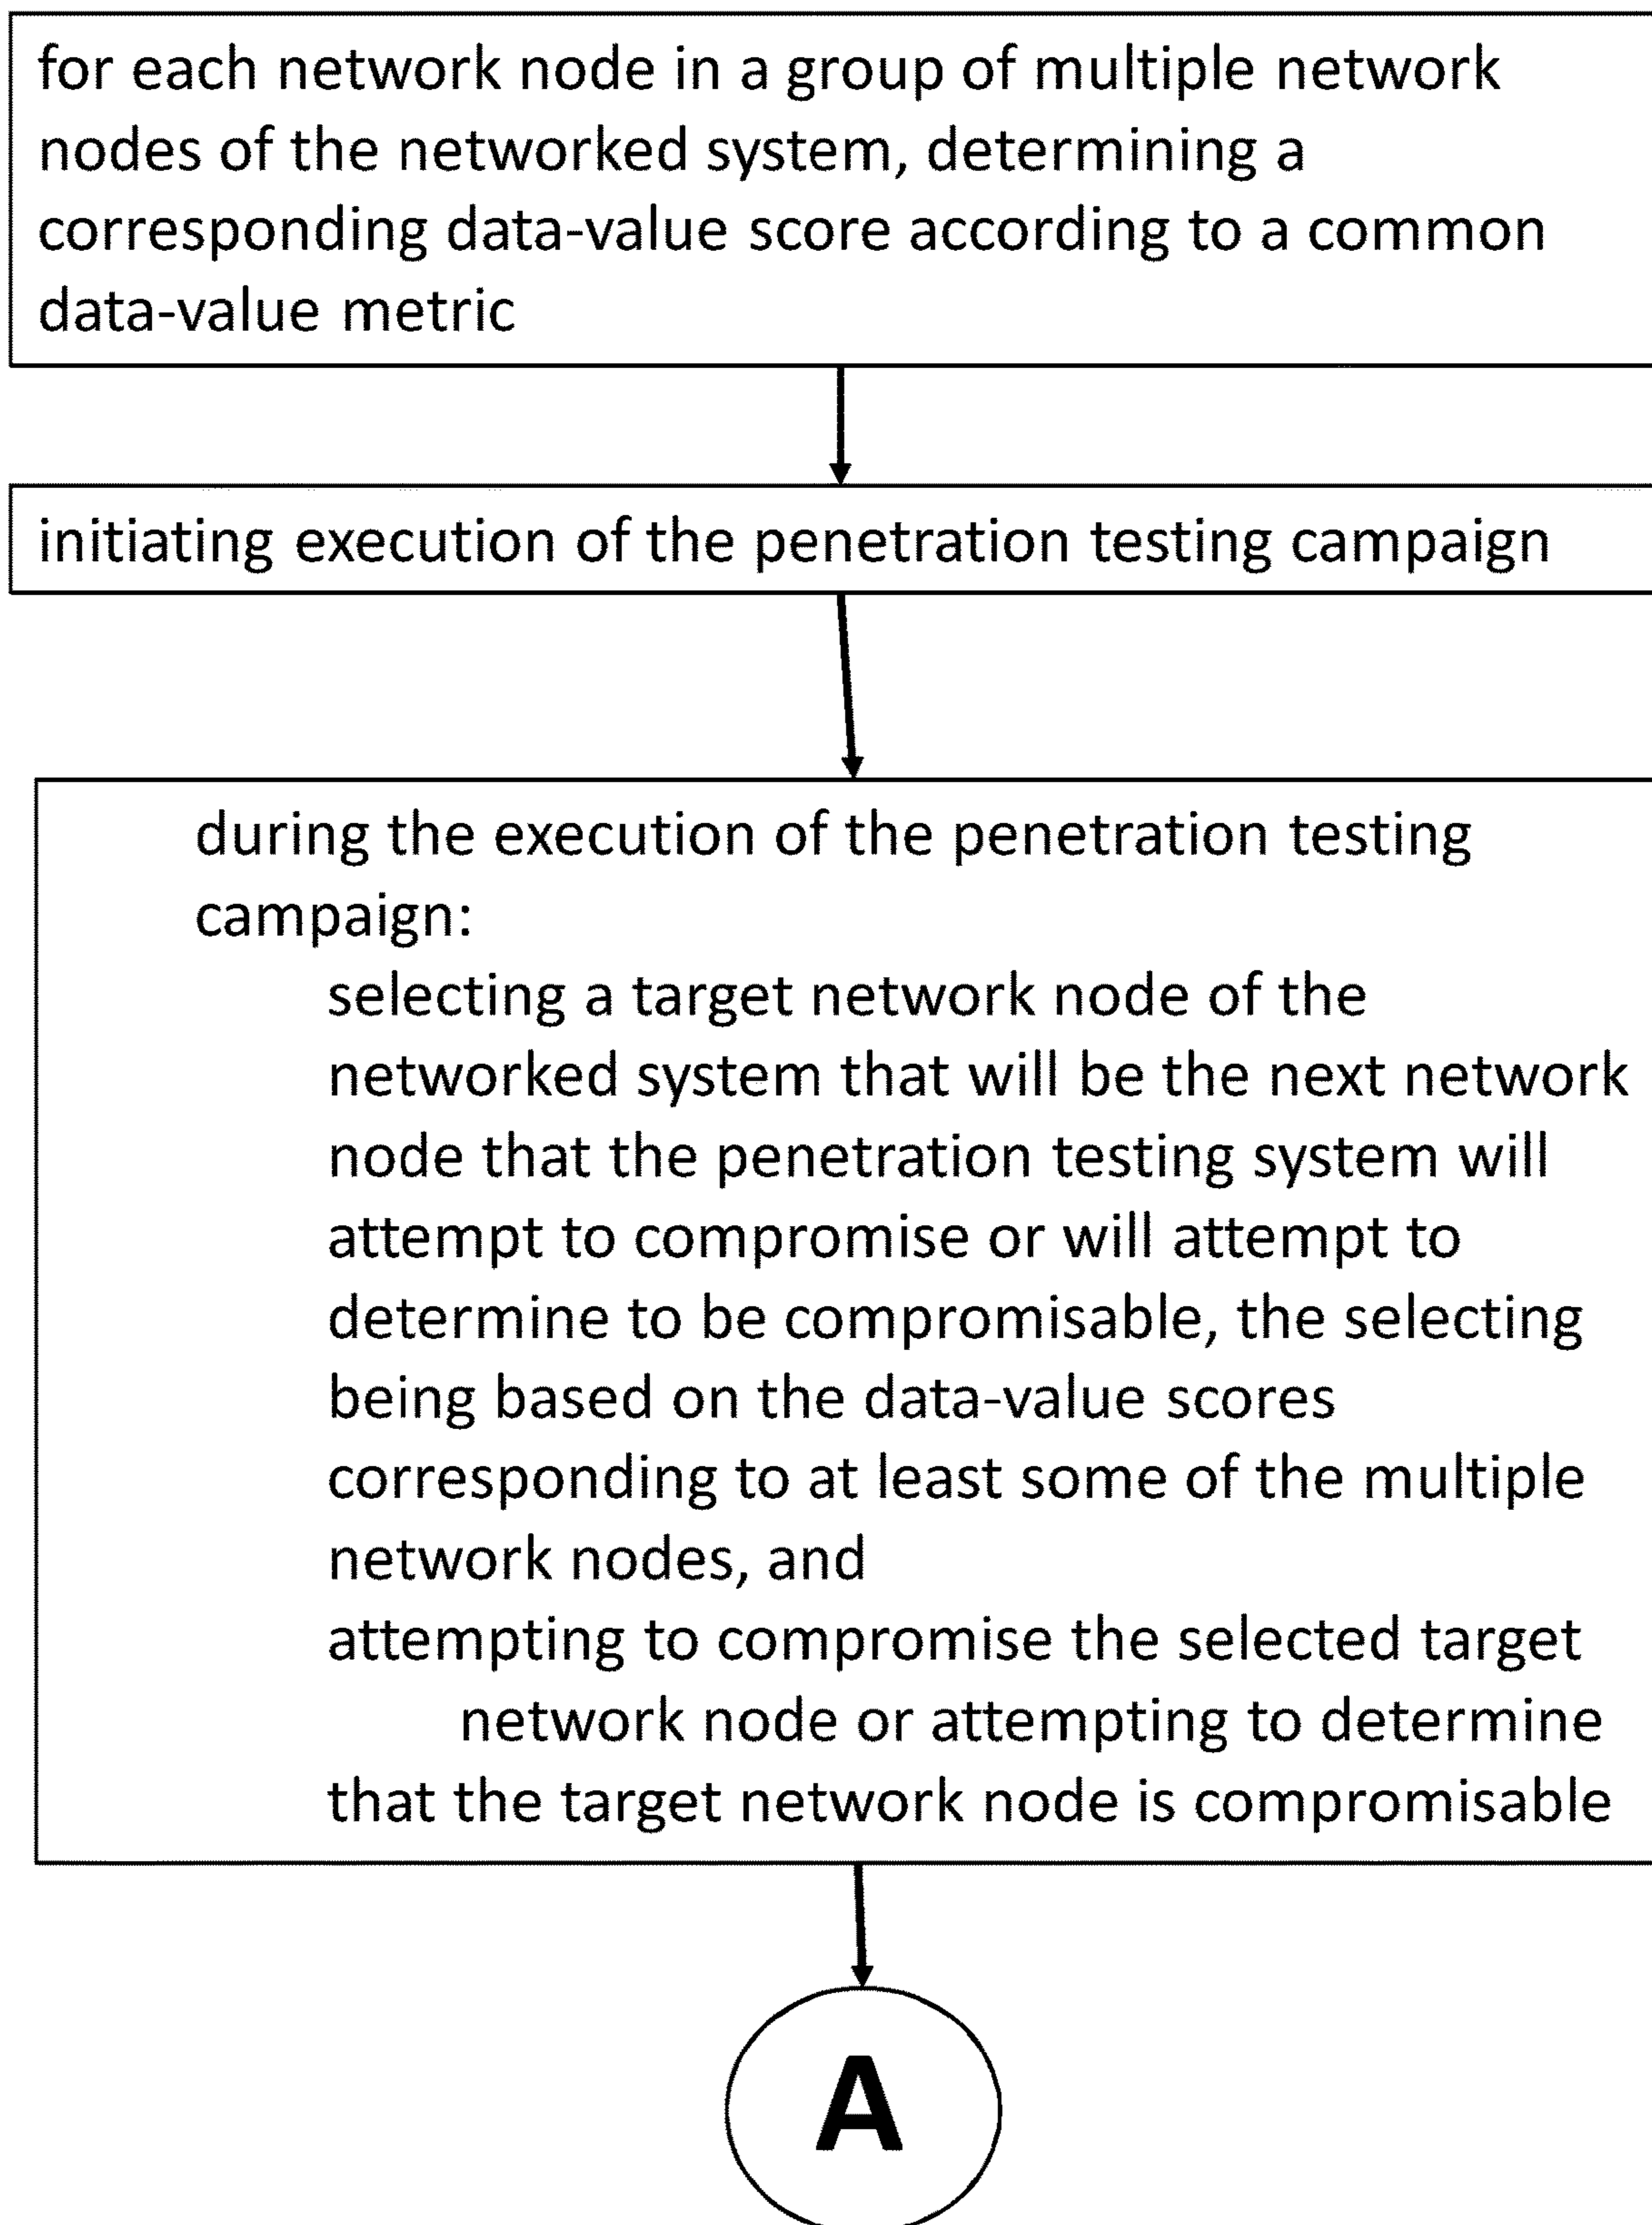 for each network node in a group of multiple network
nodes of the networked system, determining a
corresponding data-value score according to a common
data-value metric
initiating execution of the penetration testing campaign
during the execution of the penetration testing
campaign:
selecting a target network node of the
networked system that will be the next network
node that the penetration testing system will
attempt to compromise or will attempt to
determine to be compromisable, the selecting
being based on the data-value scores
corresponding to at least some of the multiple
network nodes, and
attempting to compromise the selected target
network node or attempting to determine
that the target network node is compromisable
A